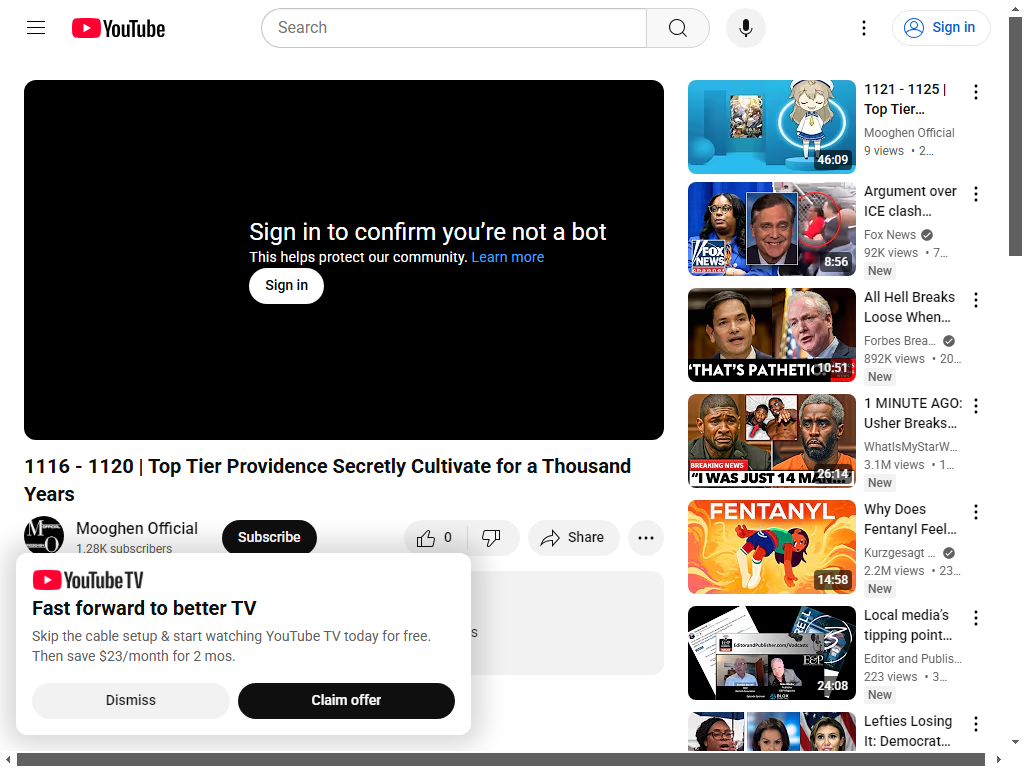 YouTube
Search
Sign in
Sign in to confirm you’re not a bot
This helps protect our community. Learn more
Sign in
1116 - 1120 | Top Tier Providence Secretly Cultivate for a Thousand
Years
Mooghen Official
1.28K subscribers
Subscribe
0
Share
YouTube TV
Fast forward to better TV
Skip the cable setup & start watching YouTube TV today for free.
Then save $23/month for 2 mos.
Dismiss
Claim offer
46:09
1121 - 1125 |
Top Tier…
Mooghen Official
9 views • 2…
FOX
NEWS
channel
8:56
Argument over
ICE clash…
Fox News
92K views • 7…
New
'THAT'S PATHETIC
10:51
All Hell Breaks
Loose When…
Forbes Brea…
892K views • 20…
New
BREAKING NEWS
"I WAS JUST 14 MAN...
26:14
1 MINUTE AGO:
Usher Breaks…
WhatIsMyStarW…
3.1M views • 1…
New
FENTANYL
14:58
Why Does
Fentanyl Feel…
Kurzgesagt …
2.2M views • 23…
New
EditorandPublisher.com/Vodcasts
E&P
BLOX
24:08
Local media's
tipping point…
Editor and Publis…
223 views • 3…
New
Lefties Losing
It: Democrat…